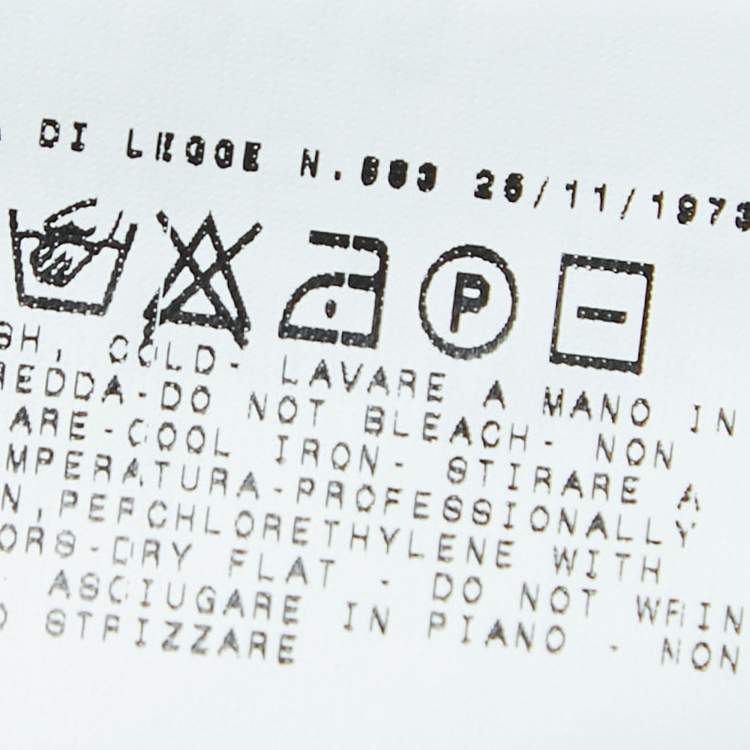 DI LEGGE N.883 25/11/1973
P
SH, COLD- LAVARE A MANO IN
REDDA-DO NOT BLEACH- NON
ARE-COOL IRON- STIRARE A
MPERATURA-PROFESSIONALLY
N,PERCHLORETHYLENE WITH
ORS-DRY FLAT - DO NOT WRIN
ASCIUGARE IN PIANO - NON
O STRIZZARE